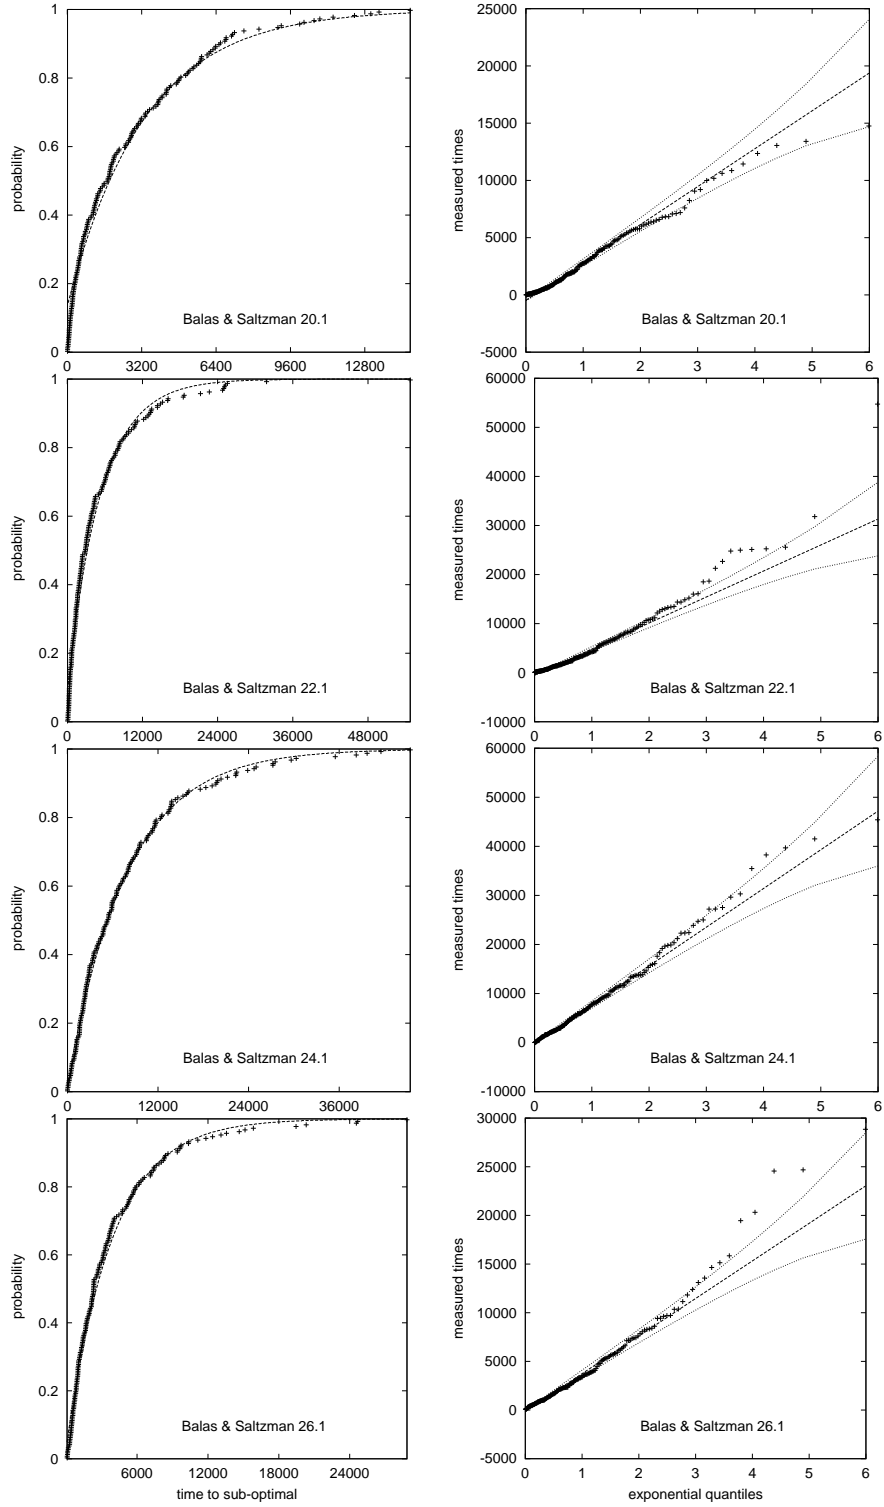 1
0.8
0.6
0.4
0.2
0
probability
Balas & Saltzman 20.1
0 3200 6400 9600 12800
25000
20000
15000
10000
5000
0
-5000
measured times
Balas & Saltzman 20.1
0 1 2 3 4 5 6
1
0.8
0.6
0.4
0.2
0
probability
Balas & Saltzman 22.1
0 12000 24000 36000 48000
60000
50000
40000
30000
20000
10000
0
-10000
measured times
Balas & Saltzman 22.1
0 1 2 3 4 5 6
1
0.8
0.6
0.4
0.2
0
probability
Balas & Saltzman 24.1
0 12000 24000 36000
60000
50000
40000
30000
20000
10000
0
-10000
measured times
Balas & Saltzman 24.1
0 1 2 3 4 5 6
1
0.8
0.6
0.4
0.2
0
probability
Balas & Saltzman 26.1
6000 12000 18000 24000
time to sub-optimal
30000
25000
20000
15000
10000
5000
0
-5000
measured times
Balas & Saltzman 26.1
0 1 2 3 4 5 6
exponential quantiles